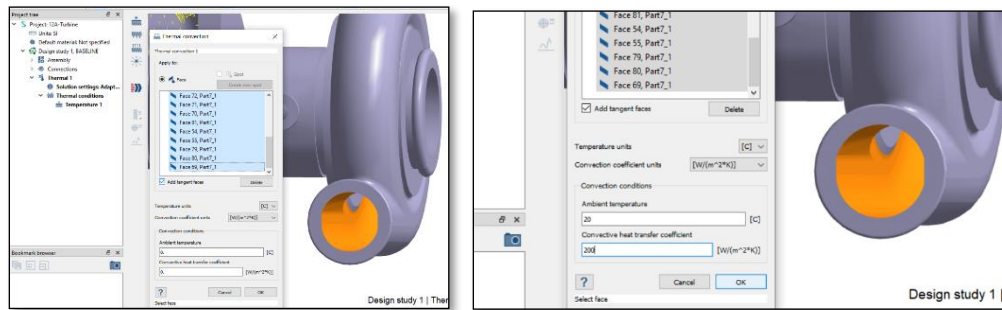 Project tree
Project: 12A-Turbine
Units: SI
Default material: Not specified
Design study 1, BASELINE
Assembly
Connections
Thermal 1
Solution settings: Adapt...
Thermal conditions
Temperature 1
Bookmark browser
Thermal convection
Thermal convection 1
Apply to:
Face
Spot
Create new spot
Face 72, Part7_1
Face 71, Part7_1
Face 70, Part7_1
Face 81, Part7_1
Face 54, Part7_1
Face 55, Part7_1
Face 79, Part7_1
Face 80, Part7_1
Face 69, Part7_1
Add tangent faces
Delete
Temperature units
[C]
Convection coefficient units
[W/(m^2*K)]
Convection conditions
Ambient temperature
0.
[C]
Convective heat transfer coefficient
0.
[W/(m^2*K)]
?
Cancel
OK
Select face
Design study 1 | Ther
Face 81, Part7_1
Face 54, Part7_1
Face 55, Part7_1
Face 79, Part7_1
Face 80, Part7_1
Face 69, Part7_1
Add tangent faces
Delete
Temperature units
[C]
Convection coefficient units
[W/(m^2*K)]
Convection conditions
Ambient temperature
20
[C]
Convective heat transfer coefficient
200
[W/(m^2*K)]
?
Cancel
OK
Select face
Design study 1 |